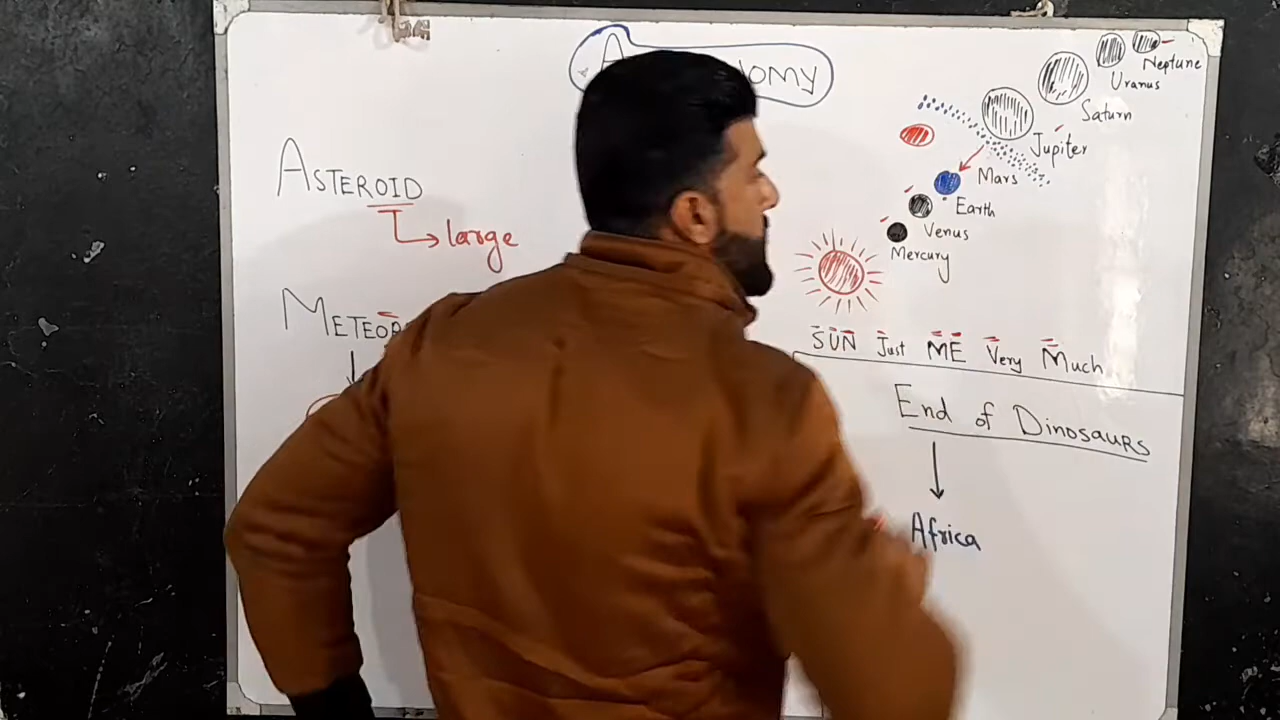 Neptune
Uranus
Saturn
Jupiter
Mars
Earth
Venus
Mercury
ASTEROID
large
SUN Just ME Very Much
End of Dinosaurs
Africa